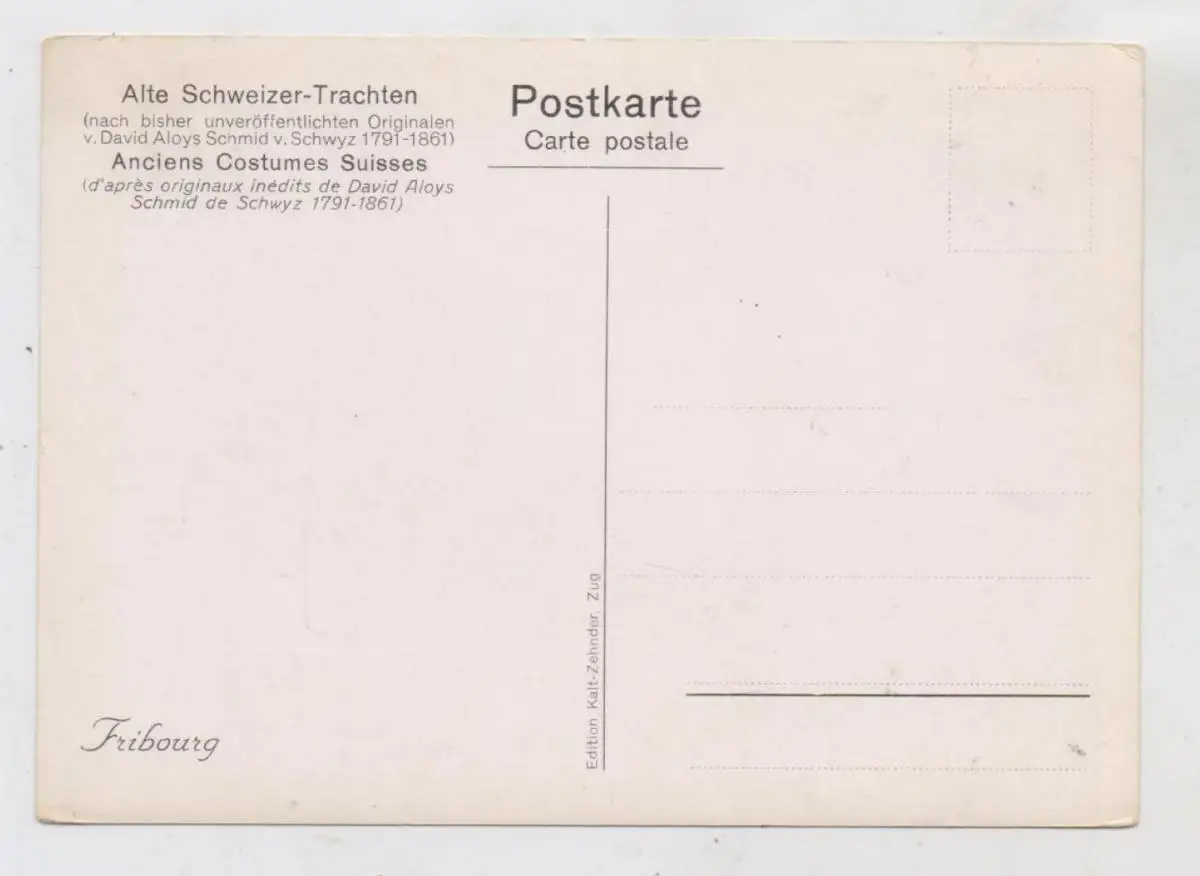 Alte Schweizer-Trachten
(nach bisher unveröffentlichten Originalen
v. David Aloys Schmid v. Schwyz 1791-1861)
Anciens Costumes Suisses
(d'après originaux inédits de David Aloys
Schmid de Schwyz 1791-1861)
Postkarte
Carte postale
Edition Kalt-Zehnder, Zug
Fribourg